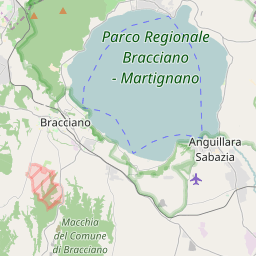 Parco Regionale
Bracciano
- Martignano
Bracciano
Anguillara
Sabazia
Macchia
del Comune
di Bracciano